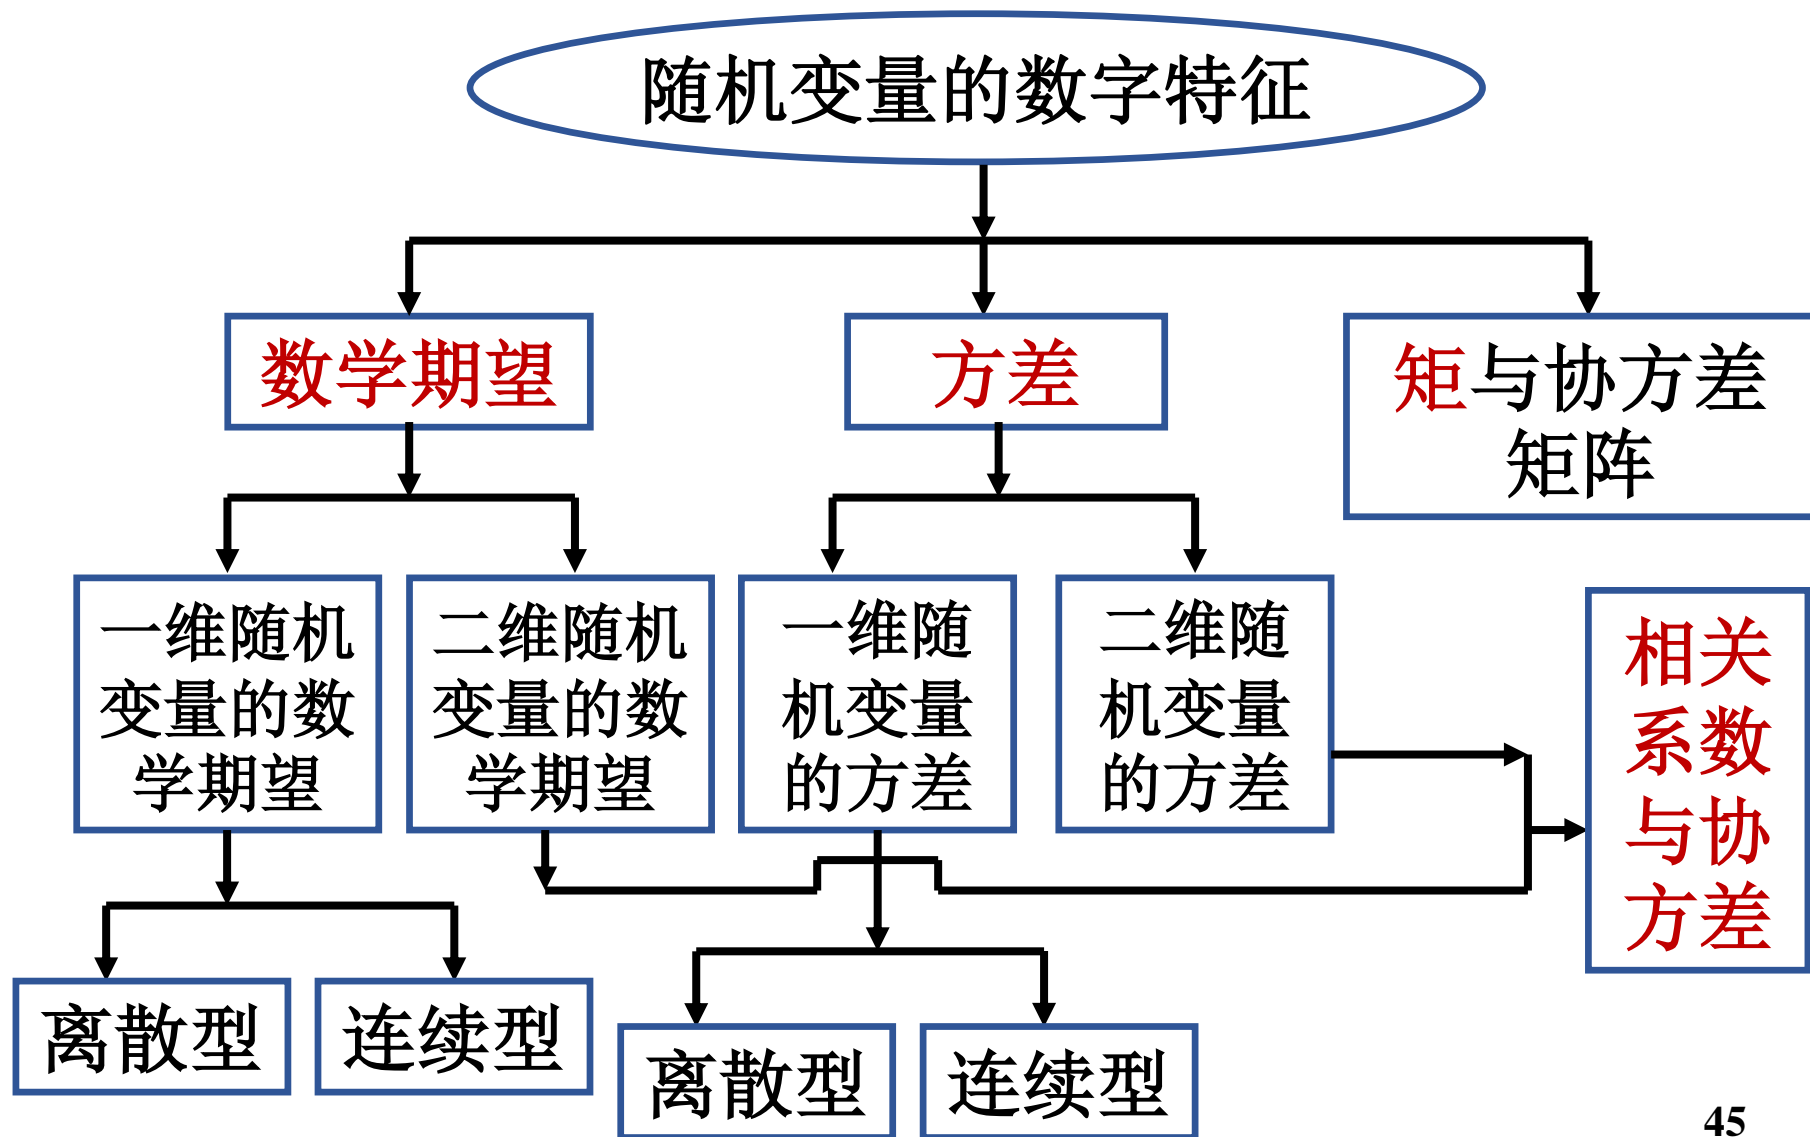 随机变量的数字特征
数学期望
方差
矩与协方差
矩阵
一维随机
变量的数
学期望
二维随机
变量的数
学期望
一维随
机变量
的方差
二维随
机变量
的方差
相关
系数
与协
方差
离散型
连续型
离散型
连续型
45